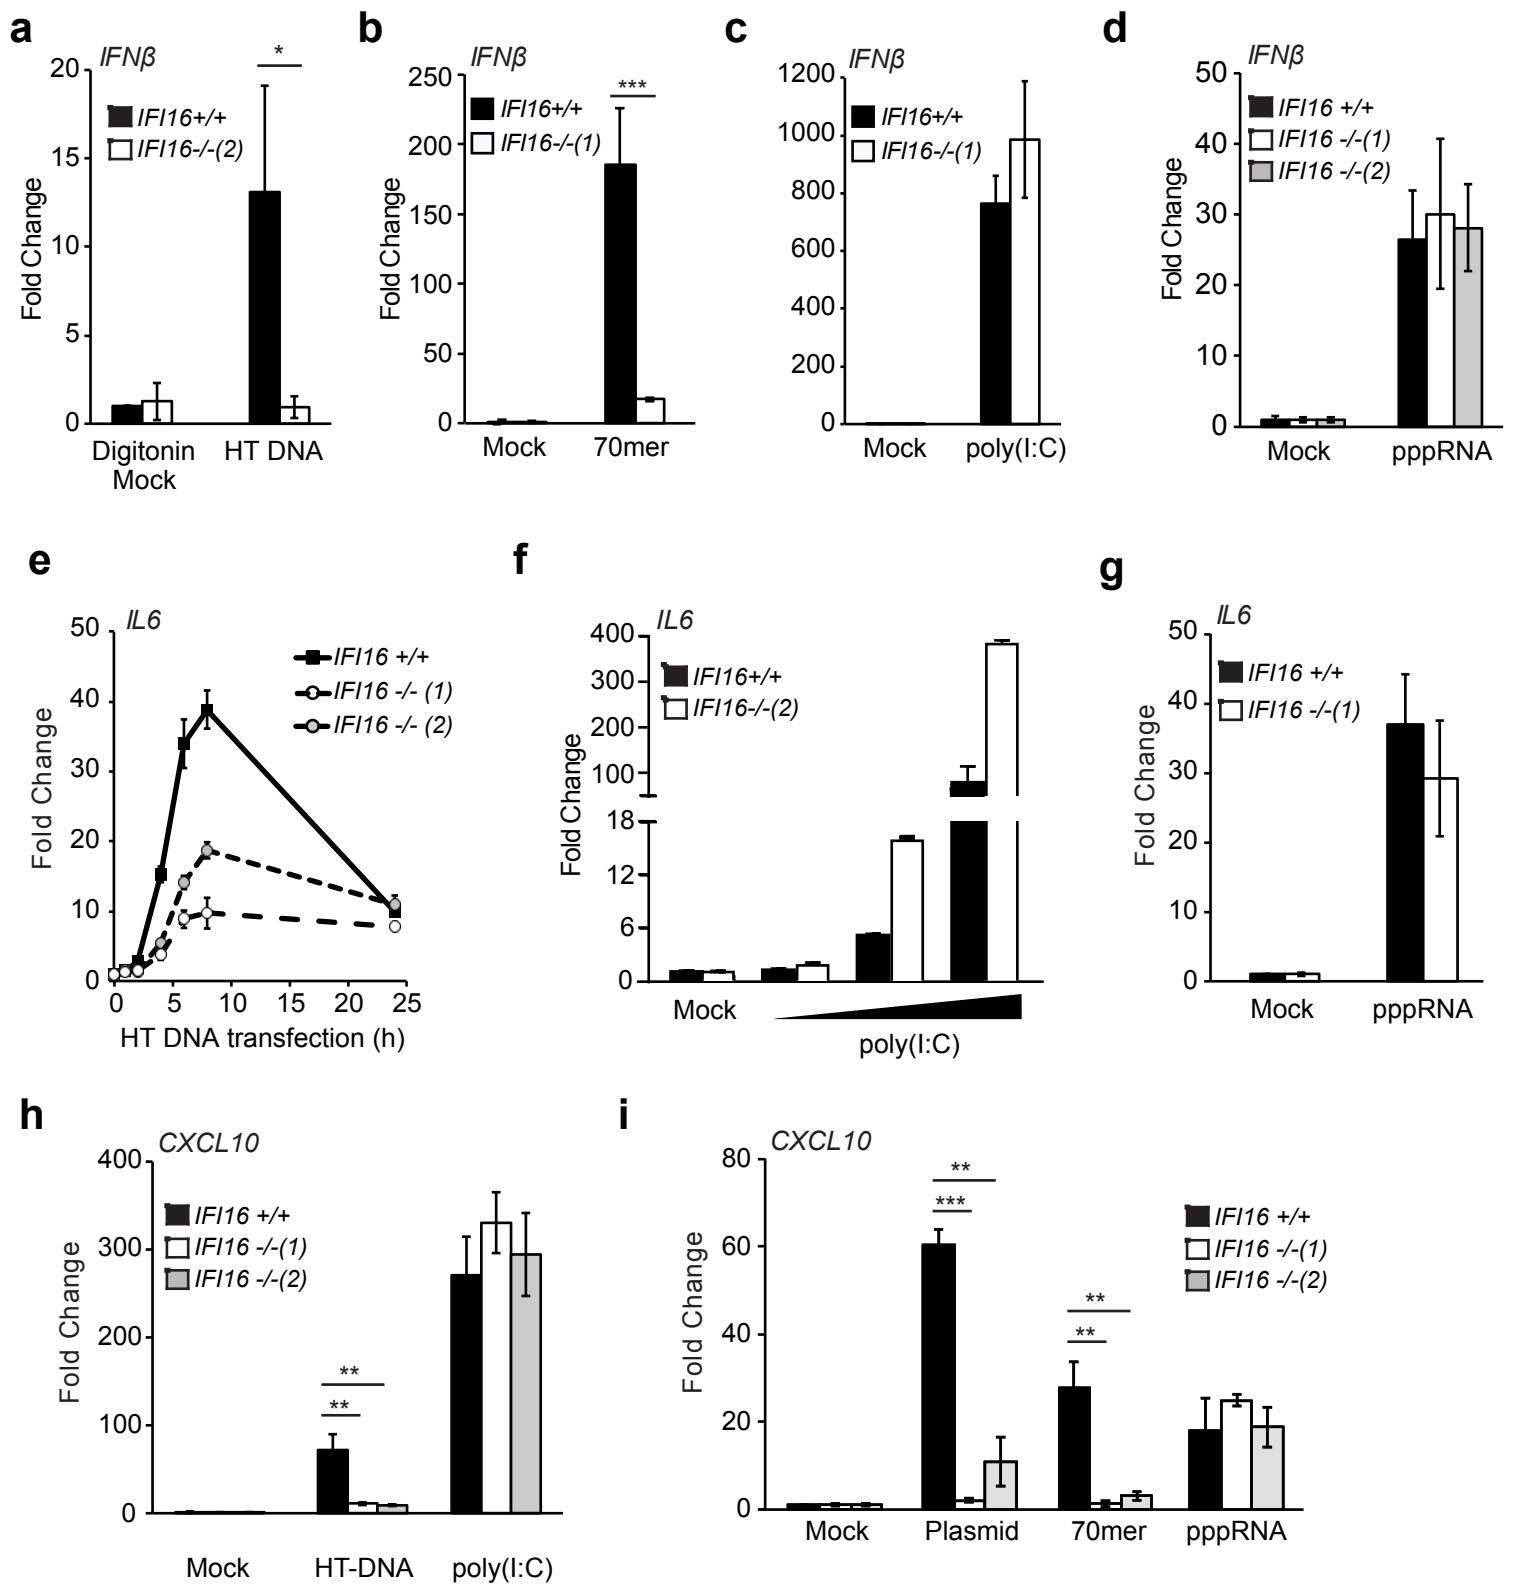 a
IFNβ
*
20
15
10
5
0
Fold Change
IFI16+/+
IFI16-/-(2)
Digitonin
Mock
HT DNA
b
IFNβ
***
250
200
150
100
50
0
Fold Change
IFI16+/+
IFI16-/-(1)
Mock
70mer
c
IFNβ
1200
1000
800
600
400
200
0
IFI16+/+
IFI16-/-(1)
Mock
poly(I:C)
d
IFNβ
50
40
30
20
10
0
Fold Change
IFI16 +/+
IFI16 -/-(1)
IFI16 -/-(2)
Mock
pppRNA
e
IL6
50
40
30
20
10
0
Fold Change
IFI16 +/+
IFI16 -/- (1)
IFI16 -/- (2)
0 5 10 15 20 25
HT DNA transfection (h)
f
IL6
400
300
200
100
18
12
6
0
Fold Change
IFI16+/+
IFI16-/-(2)
Mock
poly(I:C)
g
IL6
50
40
30
20
10
0
Fold Change
IFI16 +/+
IFI16 -/-(1)
Mock
pppRNA
h
CXCL10
400
300
200
100
0
Fold Change
IFI16 +/+
IFI16 -/-(1)
IFI16 -/-(2)
**
**
Mock
HT-DNA
poly(I:C)
i
CXCL10
80
60
40
20
0
Fold Change
**
***
**
**
IFI16 +/+
IFI16 -/-(1)
IFI16 -/-(2)
Mock
Plasmid
70mer
pppRNA